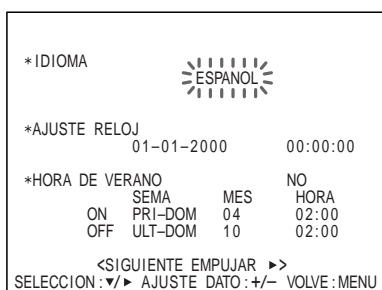 *IDIOMA
ESPANOL
*AJUSTE RELOJ
01-01-2000 00:00:00
*HORA DE VERANO NO
SEMA MES HORA
ON PRI-DOM 04 02:00
OFF ULT-DOM 10 02:00
<SIGUIENTE EMPUJAR ►>
SELECCION:▼/► AJUSTE DATO:+/– VOLVE:MENU